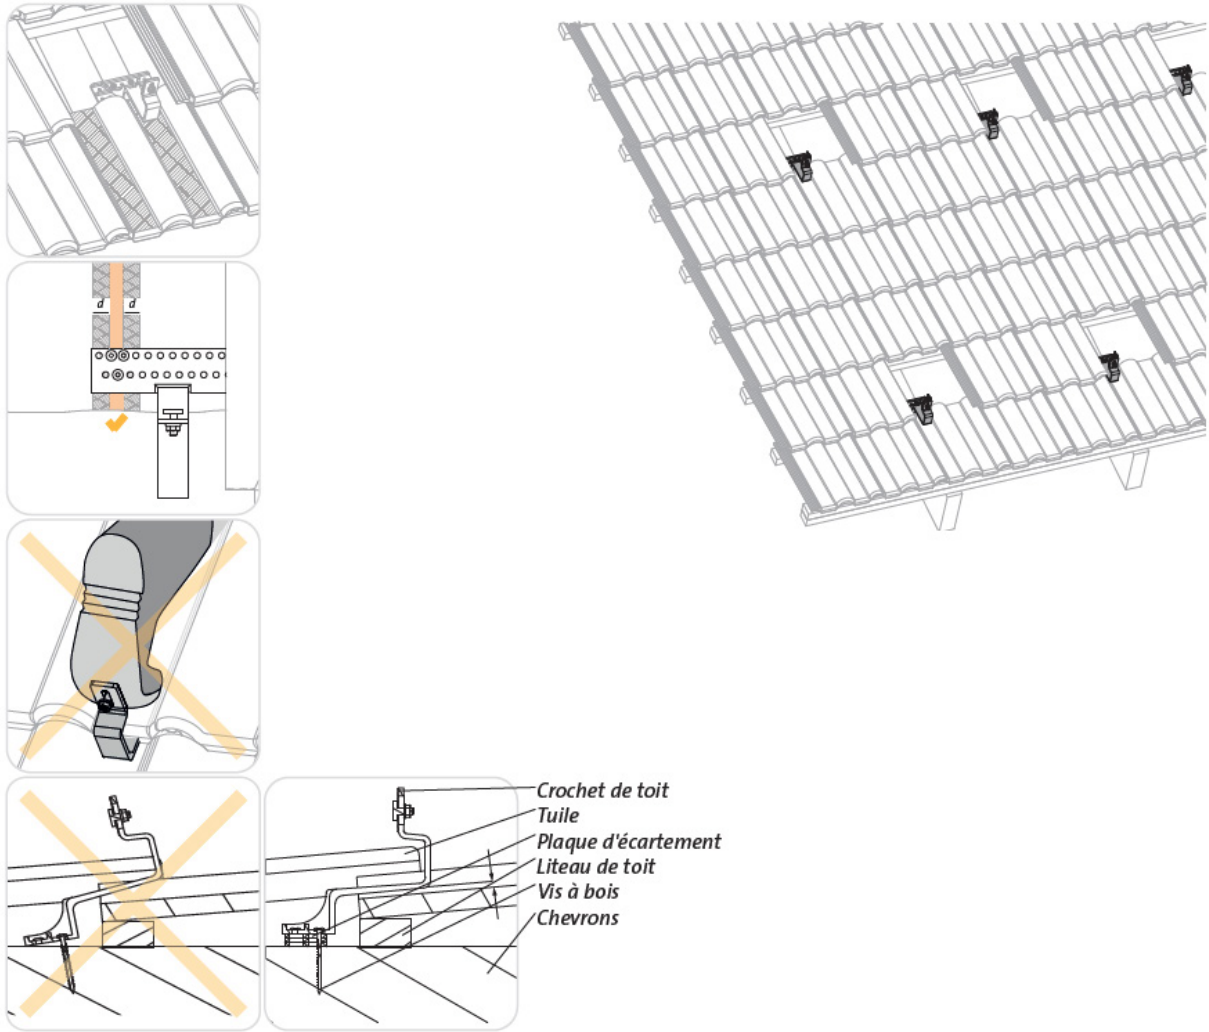 d d
Crochet de toit
Tuile
Plaque d'écartement
Liteau de toit
Vis à bois
Chevrons